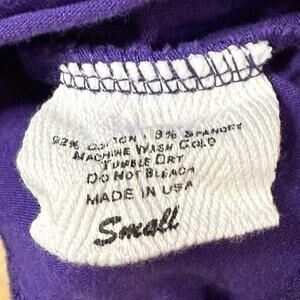 92% COTTON · 8% SPANDEX
MACHINE WASH COLD
TUMBLE DRY
DO NOT BLEACH
MADE IN USA
Small